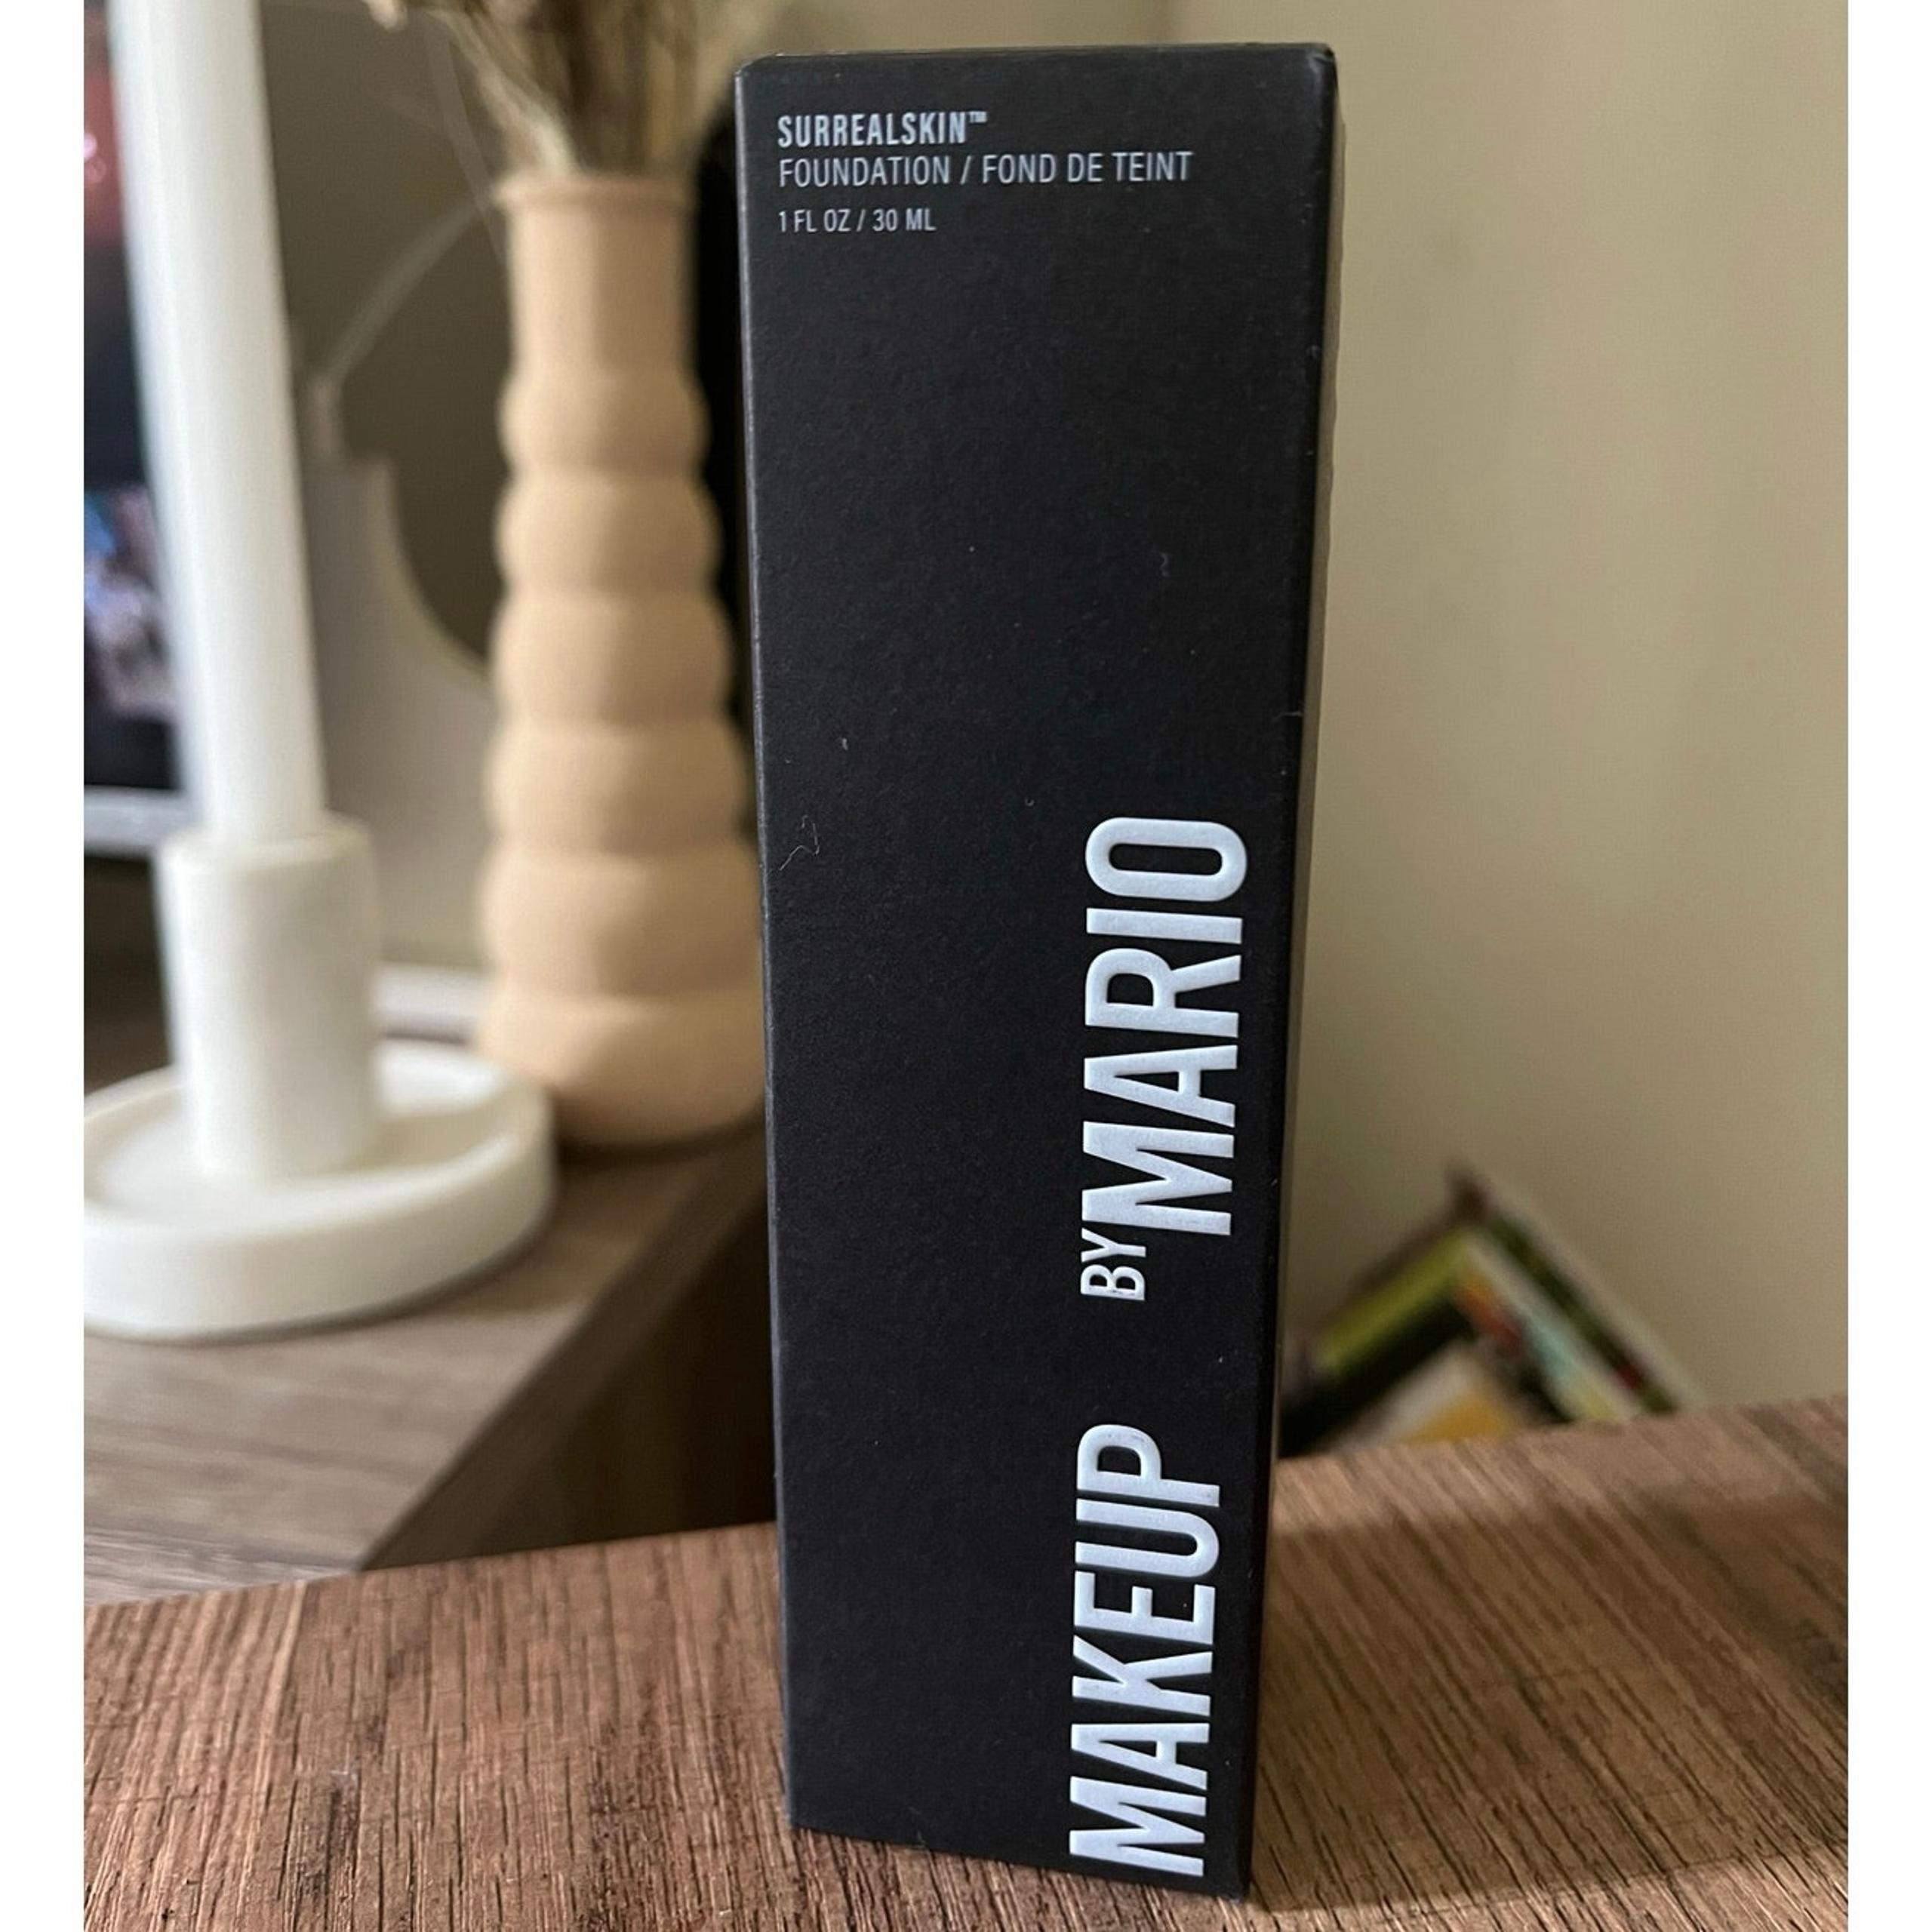 SURREALSKIN™
FOUNDATION / FOND DE TEINT
1 FL OZ / 30 ML
MAKEUP BY MARIO